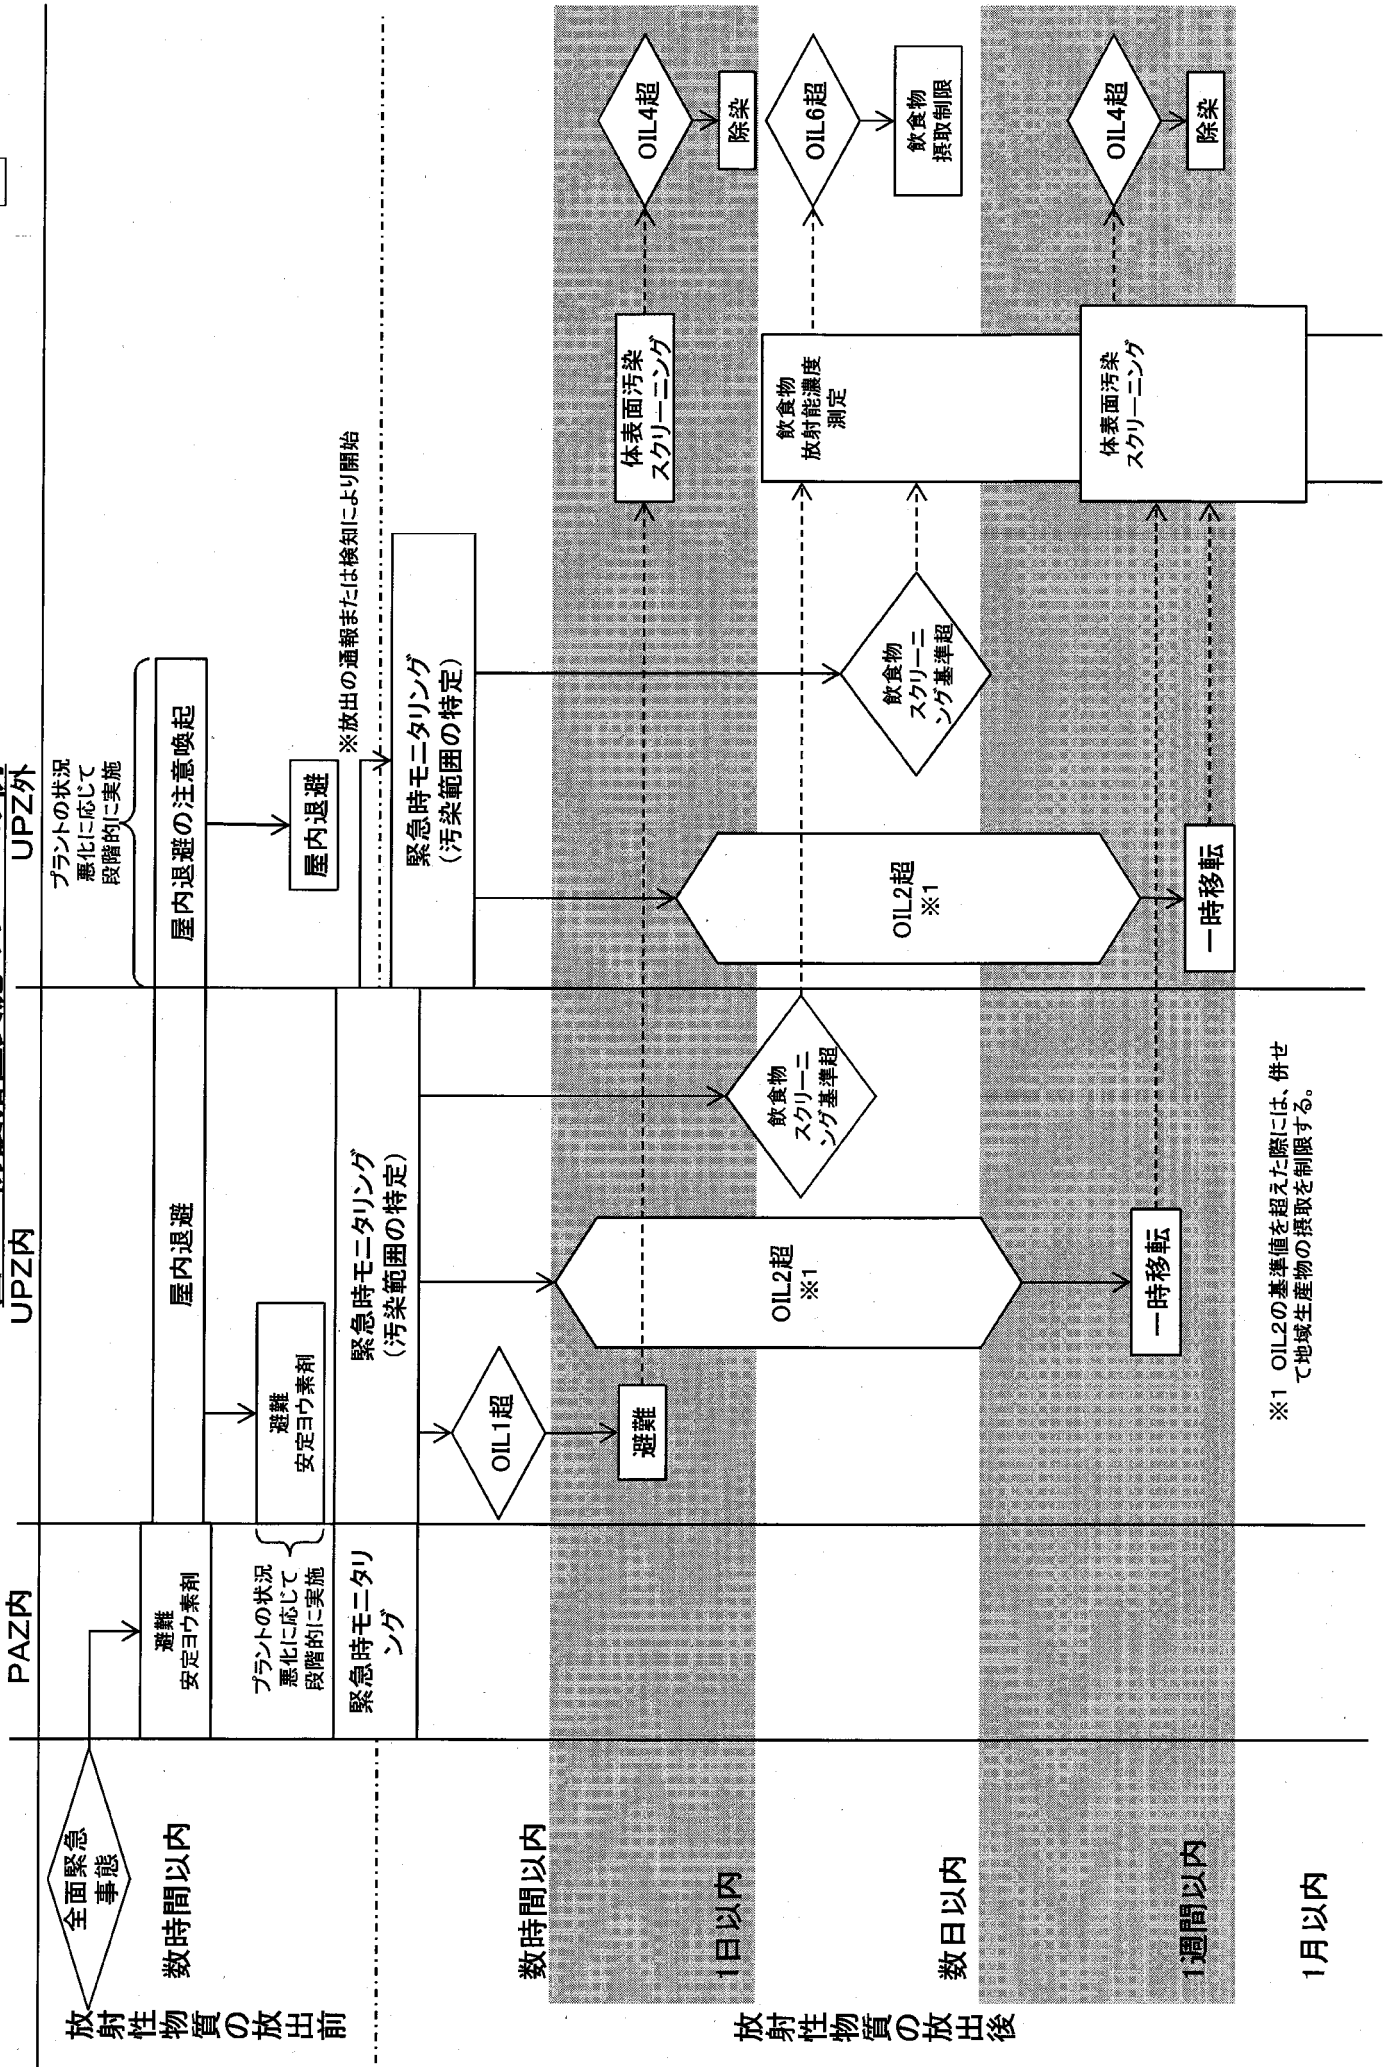 PAZ内
UPZ内
UPZ外
放射性物質の放出前
全面緊急
事態
数時間以内
避難
安定ヨウ素剤
プラントの状況
悪化に応じて
段階的に実施
緊急時モニタリ
ング
屋内退避
避難
安定ヨウ素剤
緊急時モニタリング
（汚染範囲の特定）
プラントの状況
悪化に応じて
段階的に実施
屋内退避の注意喚起
屋内退避
※放出の通報または検知により開始
緊急時モニタリング
（汚染範囲の特定）
放射性物質の放出後
数時間以内
1日以内
数日以内
1週間以内
1月以内
OIL1超
避難
OIL2超
※1
飲食物
スクリーニ
ング基準超
一時移転
OIL2超
※1
飲食物
スクリーニ
ング基準超
一時移転
体表面汚染
スクリーニング
OIL4超
除染
飲食物
放射能濃度
測定
OIL6超
飲食物
摂取制限
体表面汚染
スクリーニング
OIL4超
除染
※1 OIL2の基準値を超えた際には、併せ
て地域生産物の摂取を制限する。